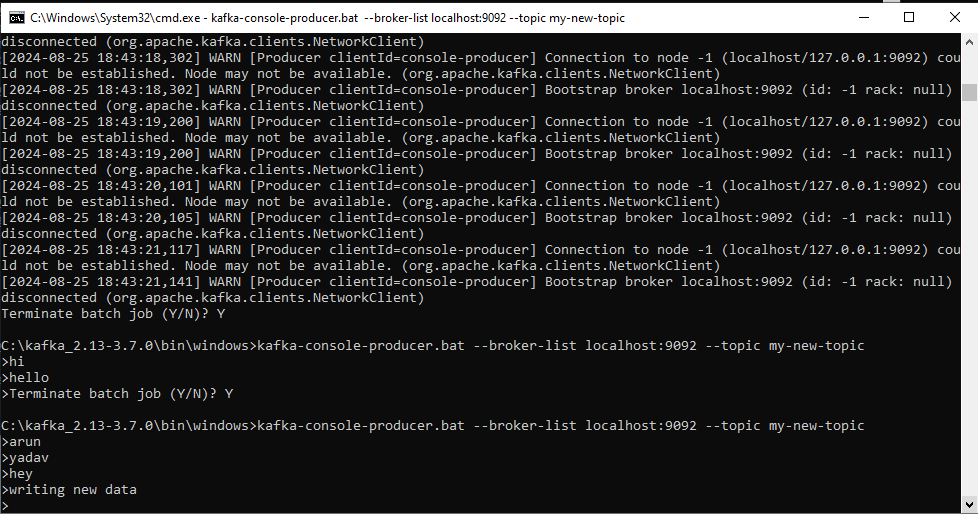 C:\Windows\System32\cmd.exe - kafka-console-producer.bat --broker-list localhost:9092 --topic my-new-topic
disconnected (org.apache.kafka.clients.NetworkClient)
[2024-08-25 18:43:18,302] WARN [Producer clientId=console-producer] Connection to node -1 (localhost/127.0.0.1:9092) cou
ld not be established. Node may not be available. (org.apache.kafka.clients.NetworkClient)
[2024-08-25 18:43:18,302] WARN [Producer clientId=console-producer] Bootstrap broker localhost:9092 (id: -1 rack: null)
disconnected (org.apache.kafka.clients.NetworkClient)
[2024-08-25 18:43:19,200] WARN [Producer clientId=console-producer] Connection to node -1 (localhost/127.0.0.1:9092) cou
ld not be established. Node may not be available. (org.apache.kafka.clients.NetworkClient)
[2024-08-25 18:43:19,200] WARN [Producer clientId=console-producer] Bootstrap broker localhost:9092 (id: -1 rack: null)
disconnected (org.apache.kafka.clients.NetworkClient)
[2024-08-25 18:43:20,101] WARN [Producer clientId=console-producer] Connection to node -1 (localhost/127.0.0.1:9092) cou
ld not be established. Node may not be available. (org.apache.kafka.clients.NetworkClient)
[2024-08-25 18:43:20,105] WARN [Producer clientId=console-producer] Bootstrap broker localhost:9092 (id: -1 rack: null)
disconnected (org.apache.kafka.clients.NetworkClient)
[2024-08-25 18:43:21,117] WARN [Producer clientId=console-producer] Connection to node -1 (localhost/127.0.0.1:9092) cou
ld not be established. Node may not be available. (org.apache.kafka.clients.NetworkClient)
[2024-08-25 18:43:21,141] WARN [Producer clientId=console-producer] Bootstrap broker localhost:9092 (id: -1 rack: null)
disconnected (org.apache.kafka.clients.NetworkClient)
Terminate batch job (Y/N)? Y
C:\kafka_2.13-3.7.0\bin\windows>kafka-console-producer.bat --broker-list localhost:9092 --topic my-new-topic
>hi
>hello
>Terminate batch job (Y/N)? Y
C:\kafka_2.13-3.7.0\bin\windows>kafka-console-producer.bat --broker-list localhost:9092 --topic my-new-topic
>arun
>yadav
>hey
>writing new data
>